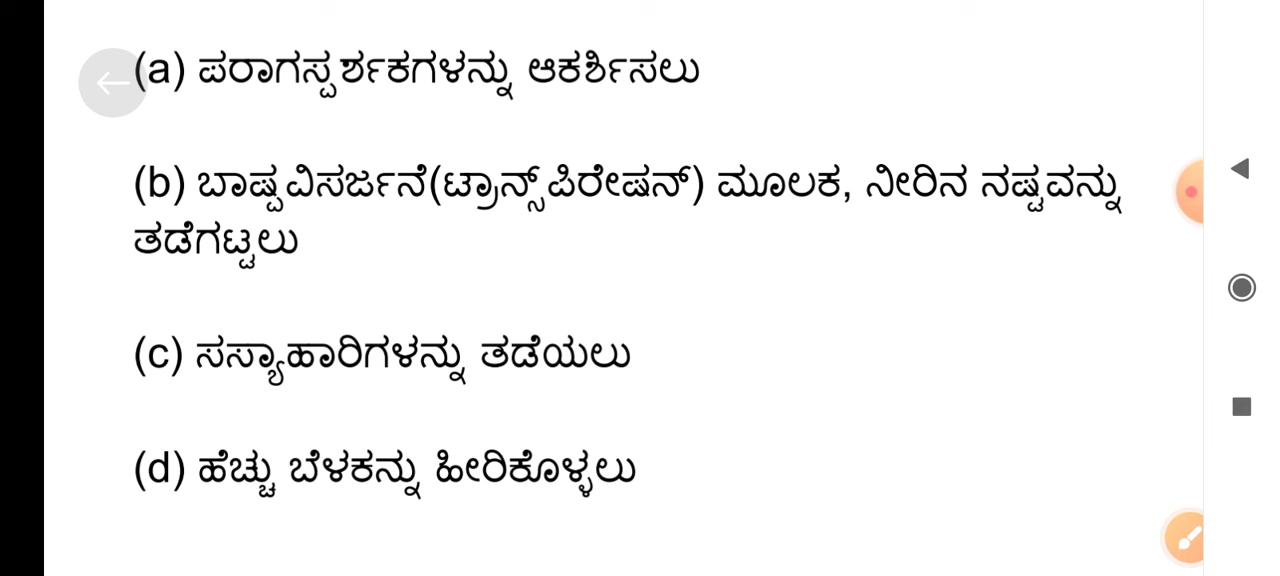 (a) ಪರಾಗಸ್ಪರ್ಶಕಗಳನ್ನು ಆಕರ್ಶಿಸಲು
(b) ಬಾಷ್ಪವಿಸರ್ಜನೆ(ಟ್ರಾನ್ಸ್‌ಪಿರೇಷನ್) ಮೂಲಕ, ನೀರಿನ ನಷ್ಟವನ್ನು
ತಡೆಗಟ್ಟಲು
(c) ಸಸ್ಯಾಹಾರಿಗಳನ್ನು ತಡೆಯಲು
(d) ಹೆಚ್ಚು ಬೆಳಕನ್ನು ಹೀರಿಕೊಳ್ಳಲು